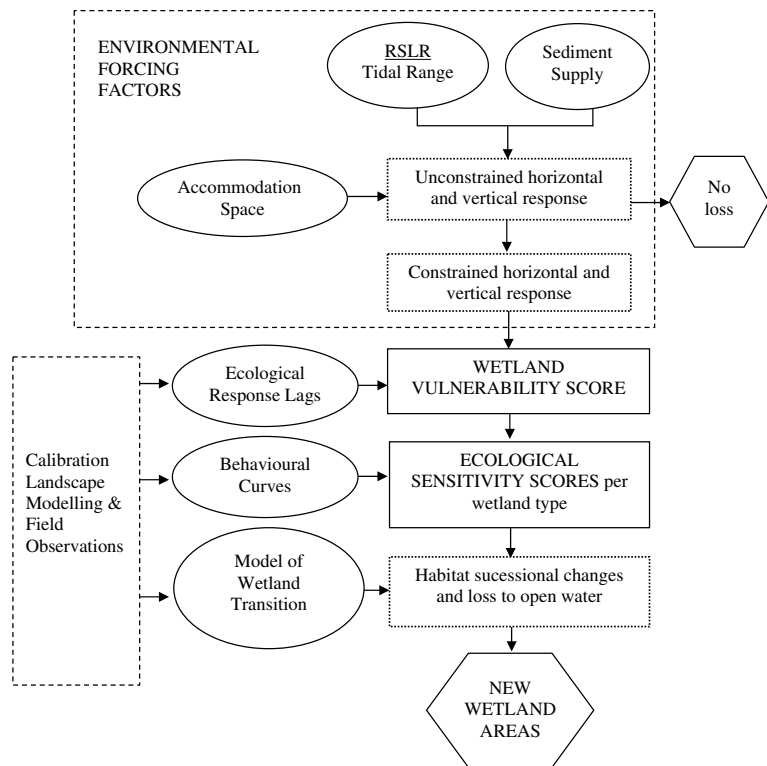 ENVIRONMENTAL
FORCING
FACTORS
RSLR
Tidal Range
Sediment
Supply
Accommodation
Space
Unconstrained horizontal
and vertical response
No
loss
Constrained horizontal and
vertical response
Ecological
Response Lags
WETLAND
VULNERABILITY SCORE
Calibration
Landscape
Modelling &
Field
Observations
Behavioural
Curves
ECOLOGICAL
SENSITIVITY SCORES per
wetland type
Model of
Wetland
Transition
Habitat sucessional changes
and loss to open water
NEW
WETLAND
AREAS